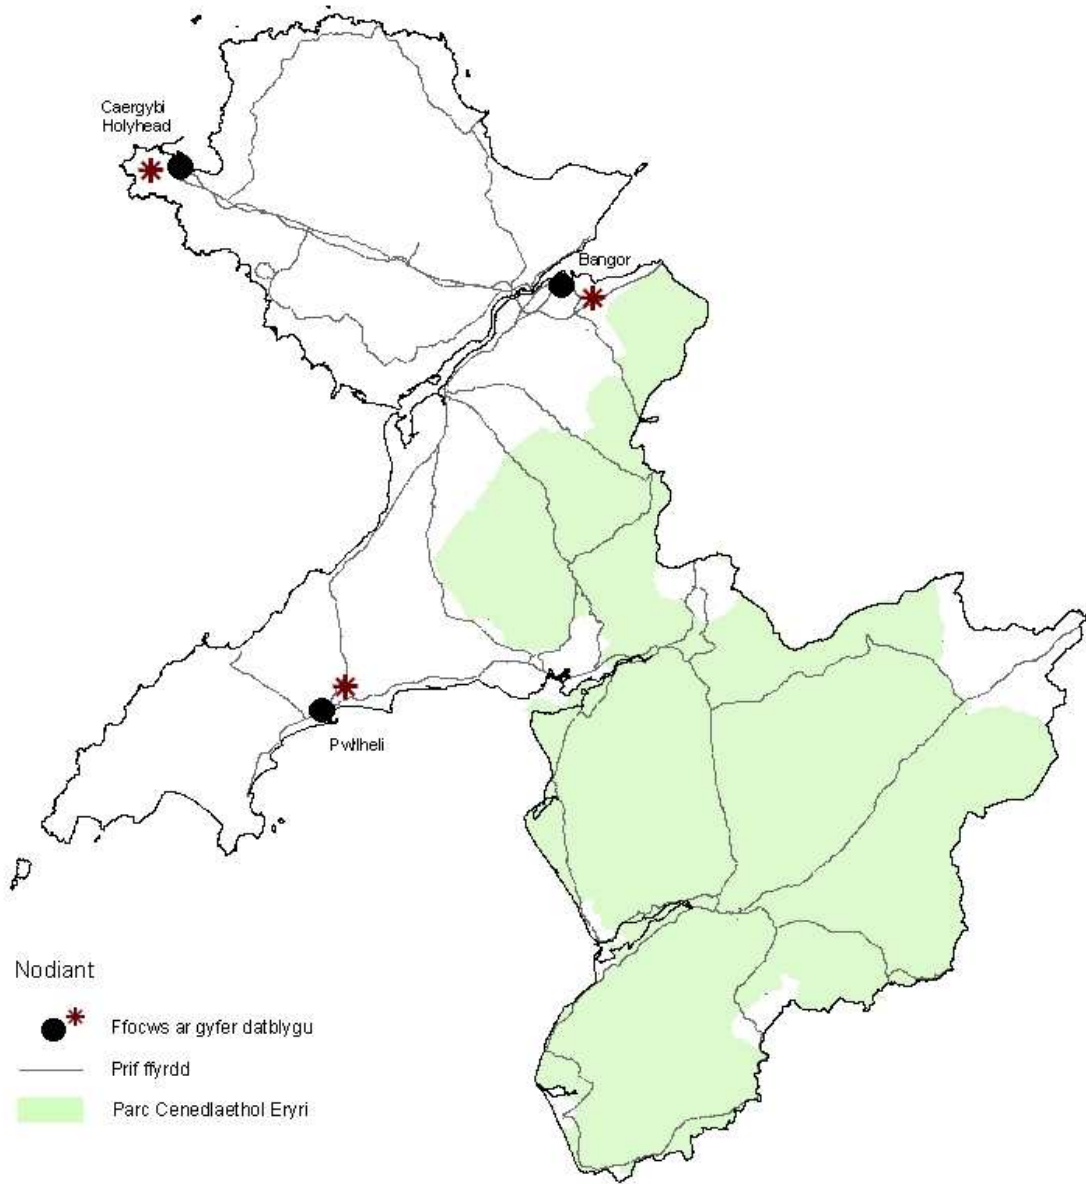 Caergybi
Holyhead
Bangor
Pwllheli
Nodiant
Ffocws ar gyfer datblygu
Prif ffyrdd
Parc Cenedlaethol Eryri